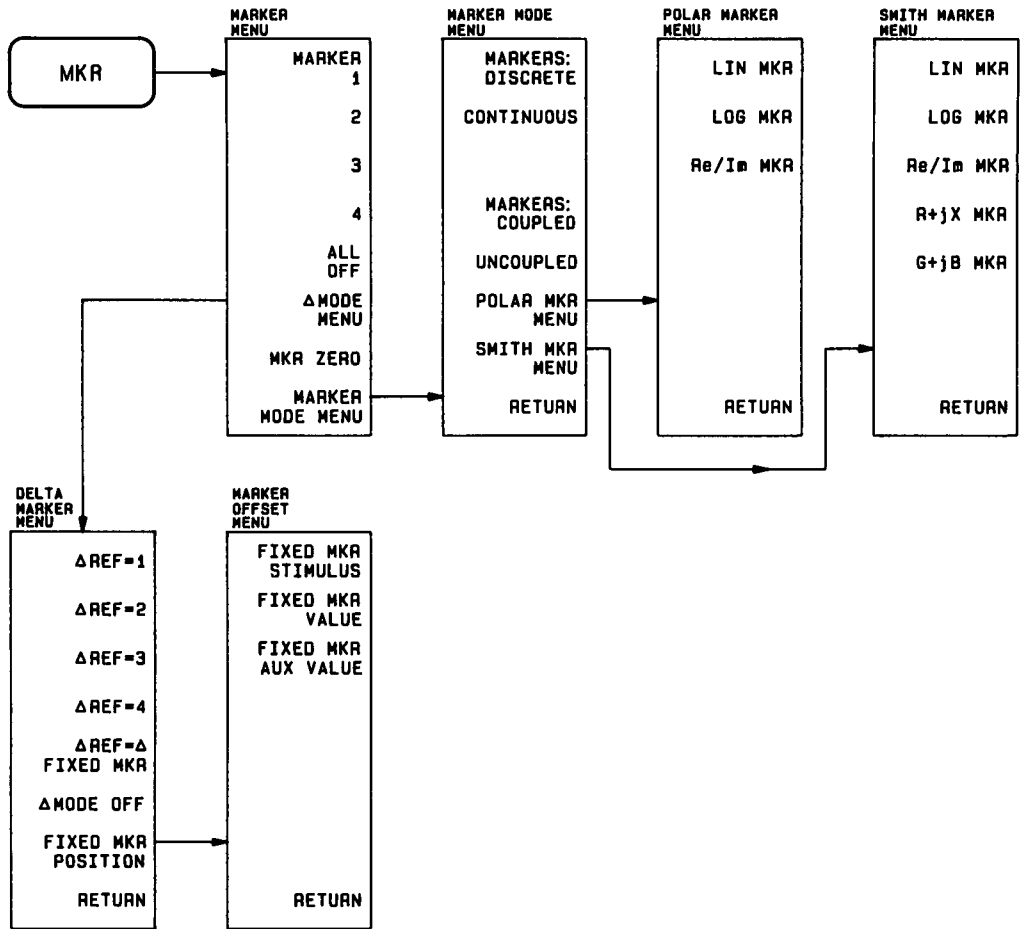 MKR
MARKER
MENU
MARKER
1
2
3
4
ALL
OFF
ΔMODE
MENU
MKR ZERO
MARKER
MODE MENU
MARKER MODE
MENU
MARKERS:
DISCRETE
CONTINUOUS
MARKERS:
COUPLED
UNCOUPLED
POLAR MKR
MENU
SMITH MKR
MENU
RETURN
POLAR MARKER
MENU
LIN MKR
LOG MKR
Re/Im MKR
RETURN
SMITH MARKER
MENU
LIN MKR
LOG MKR
Re/Im MKR
R+jX MKR
G+jB MKR
RETURN
DELTA
MARKER
MENU
ΔREF=1
ΔREF=2
ΔREF=3
ΔREF=4
ΔREF=Δ
FIXED MKR
ΔMODE OFF
FIXED MKR
POSITION
RETURN
MARKER
OFFSET
MENU
FIXED MKR
STIMULUS
FIXED MKR
VALUE
FIXED MKR
AUX VALUE
RETURN